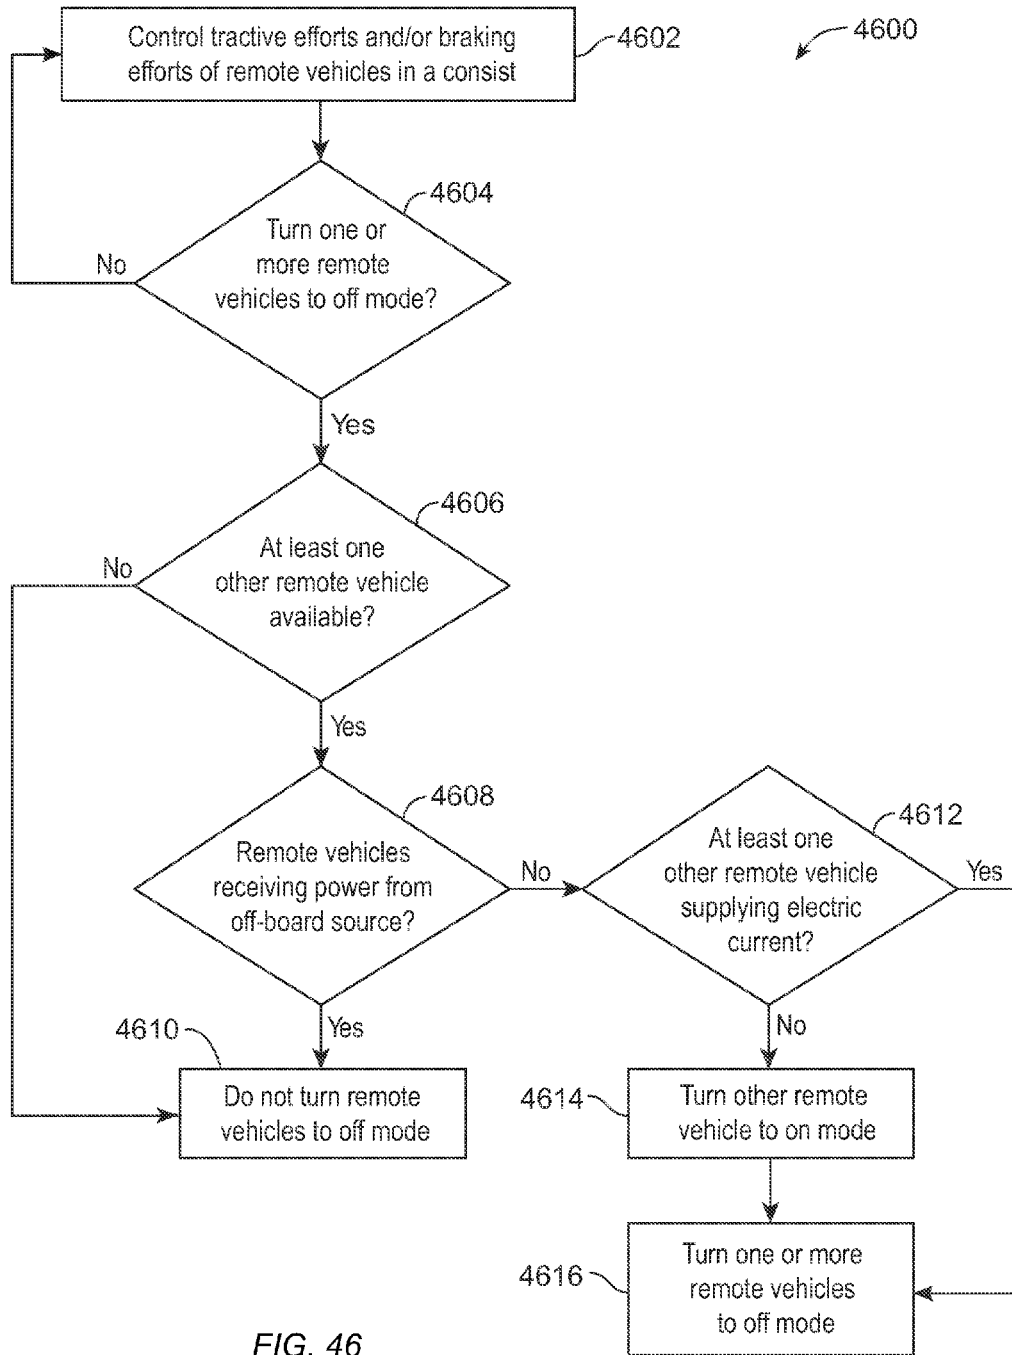 Control tractive efforts and/or braking
efforts of remote vehicles in a consist
4602
4600
4604
Turn one or
more remote
vehicles to off mode?
No
Yes
4606
At least one
other remote vehicle
available?
No
Yes
4608
Remote vehicles
receiving power from
off-board source?
No
Yes
4612
At least one
other remote vehicle
supplying electric
current?
Yes
No
4610
Do not turn remote
vehicles to off mode
4614
Turn other remote
vehicle to on mode
4616
Turn one or more
remote vehicles
to off mode
FIG. 46